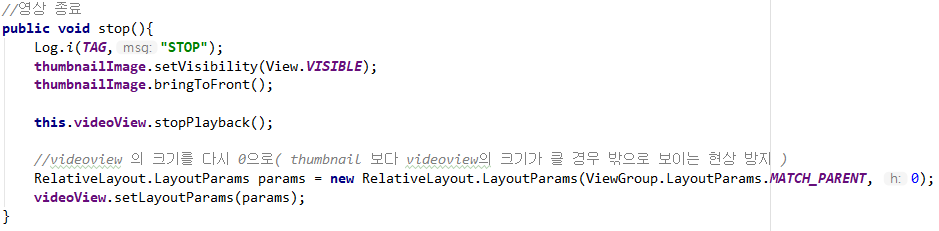 //영상 종료
public void stop(){
Log.i(TAG, msg: "STOP");
thumbnailImage.setVisibility(View.VISIBLE);
thumbnailImage.bringToFront();
this.videoView.stopPlayback();
//videoview 의 크기를 다시 0으로( thumbnail 보다 videoview의 크기가 클 경우 밖으로 보이는 현상 방지 )
RelativeLayout.LayoutParams params = new RelativeLayout.LayoutParams(ViewGroup.LayoutParams.MATCH_PARENT, h: 0);
videoView.setLayoutParams(params);
}